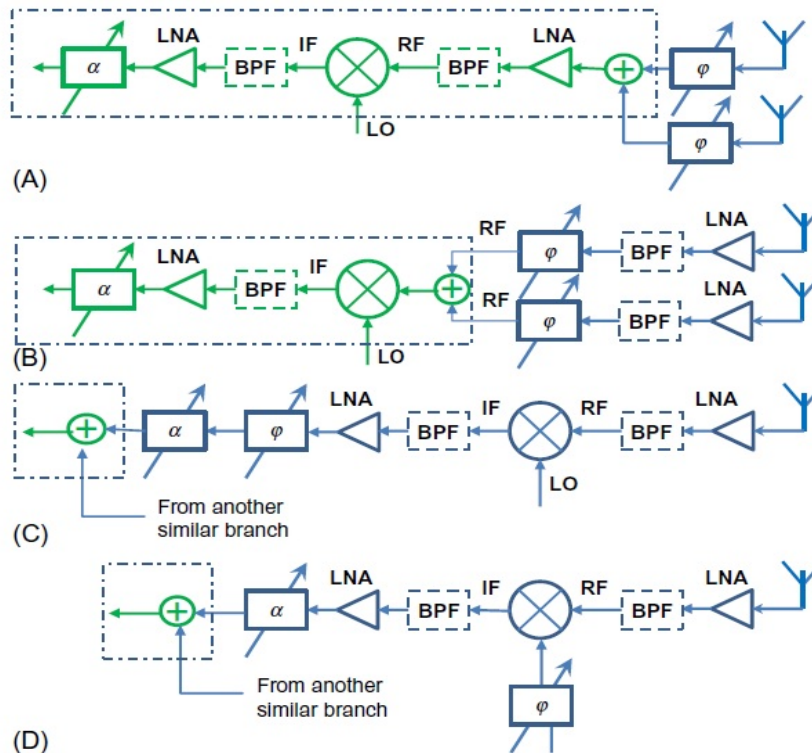 LNA
IF
RF
LNA
α
BPF
BPF
φ
LO
φ
(A)
LNA
RF
LNA
IF
φ
BPF
α
BPF
RF
LNA
φ
BPF
LO
(B)
LNA
IF
RF
LNA
α
φ
BPF
BPF
LO
From another
similar branch
(C)
LNA
IF
RF
LNA
α
BPF
BPF
From another
similar branch
φ
(D)